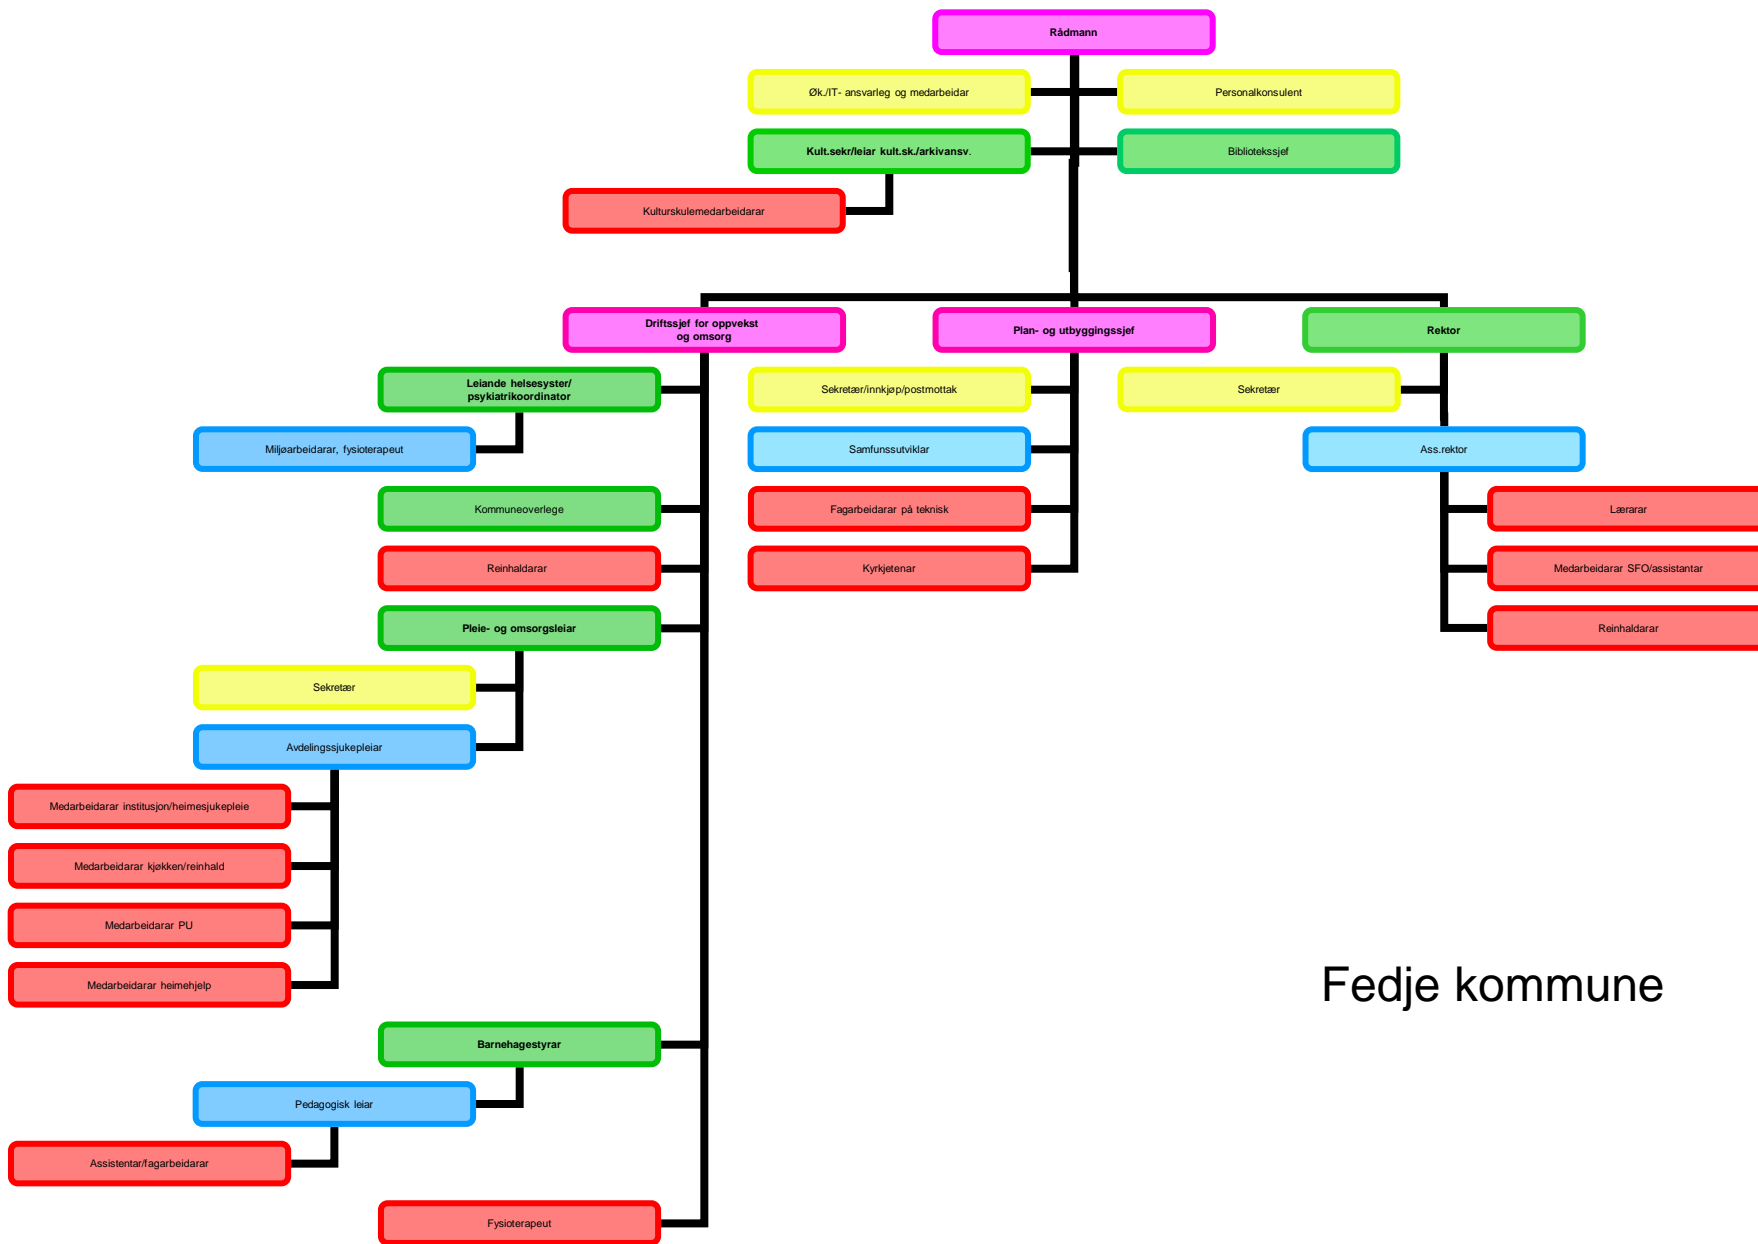 Rådmann
Øk./IT- ansvarleg og medarbeidar
Personalkonsulent
Kult.sekr/leiar kult.sk./arkivansv.
Bibliotekssjef
Kulturskulemedarbeidarar
Driftssjef for oppvekst
og omsorg
Plan- og utbyggingssjef
Rektor
Leiande helsesyster/
psykiatrikoordinator
Sekretær/innkjøp/postmottak
Sekretær
Miljøarbeidarar, fysioterapeut
Samfunssutviklar
Ass.rektor
Kommuneoverlege
Fagarbeidarar på teknisk
Lærarar
Reinhaldarar
Kyrkjetenar
Medarbeidarar SFO/assistantar
Pleie- og omsorgsleiar
Reinhaldarar
Sekretær
Avdelingssjukepleiar
Medarbeidarar institusjon/heimesjukepleie
Medarbeidarar kjøkken/reinhald
Medarbeidarar PU
Medarbeidarar heimehjelp
Fedje kommune
Barnehagestyrar
Pedagogisk leiar
Assistentar/fagarbeidarar
Fysioterapeut